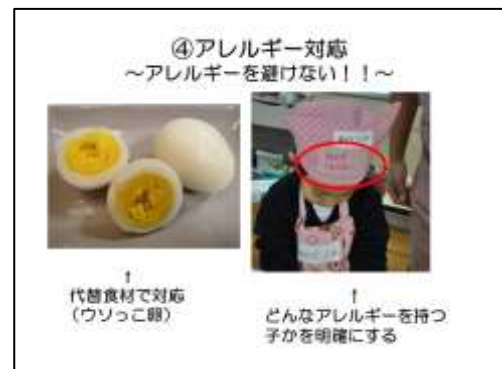 ④アレルギー対応
～アレルギーを避けない！！～
↑
代替食材で対応
（ウソっこ卵）
↑
どんなアレルギーを持つ
子かを明確にする